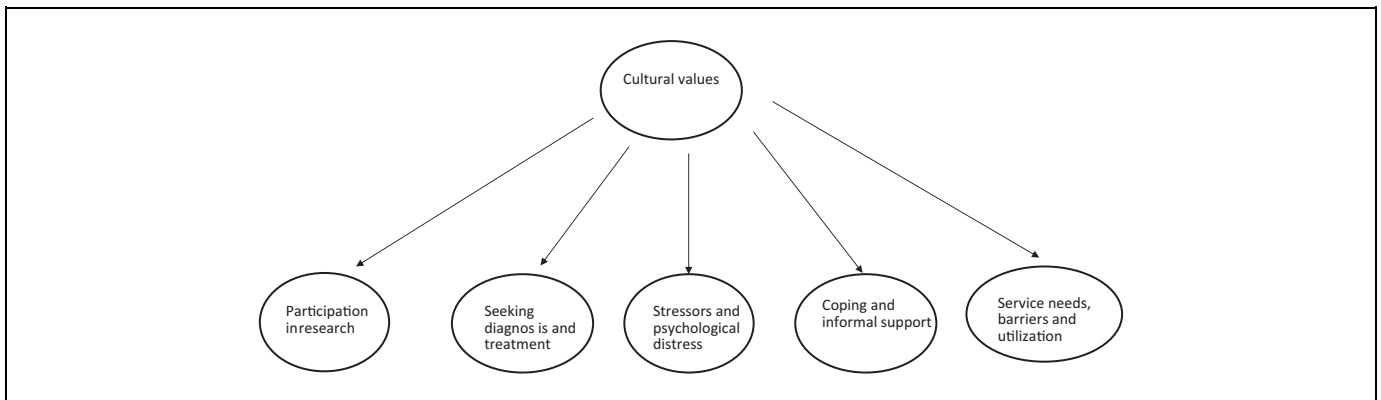 Cultural values
Participation
inresearch
Seeking
diagnos is and
treatment
Stressors and
psychological
distress
Coping and
informal support
Service needs,
barriers and
utilization